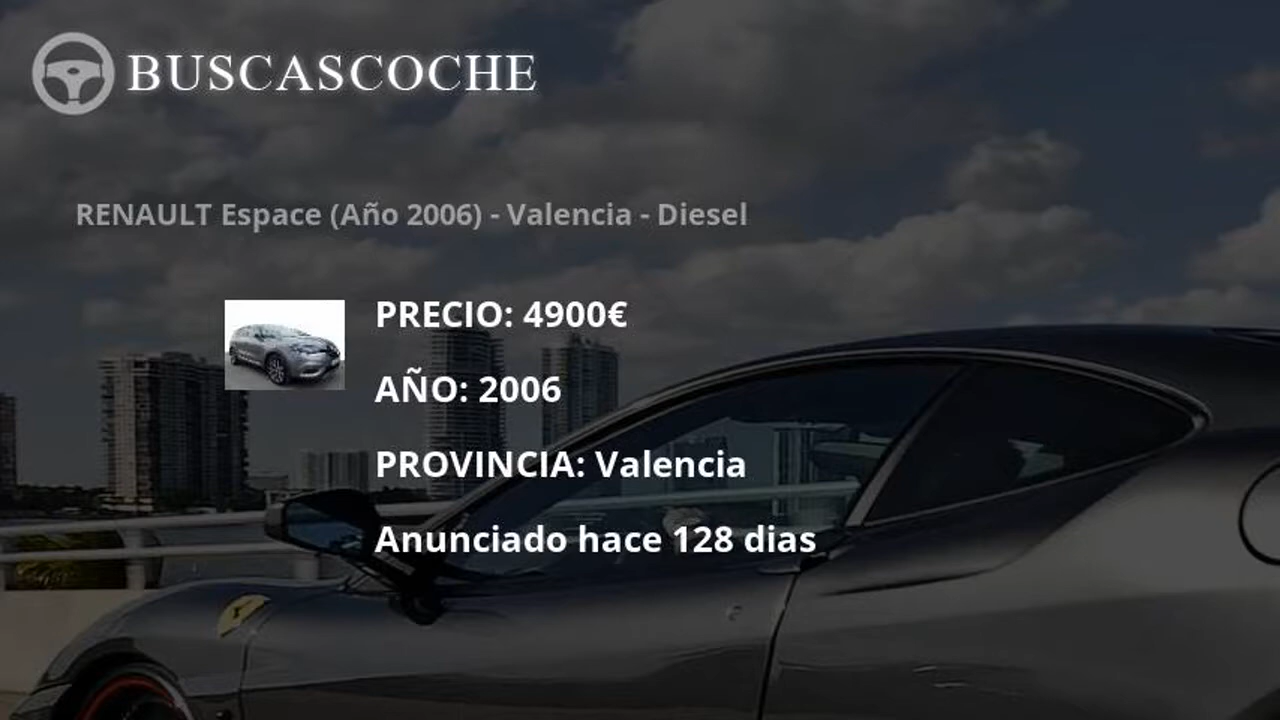 BUSCASCOCHE
RENAULT Espace (Año 2006) - Valencia - Diesel
PRECIO: 4900€
AÑO: 2006
PROVINCIA: Valencia
Anunciado hace 128 dias